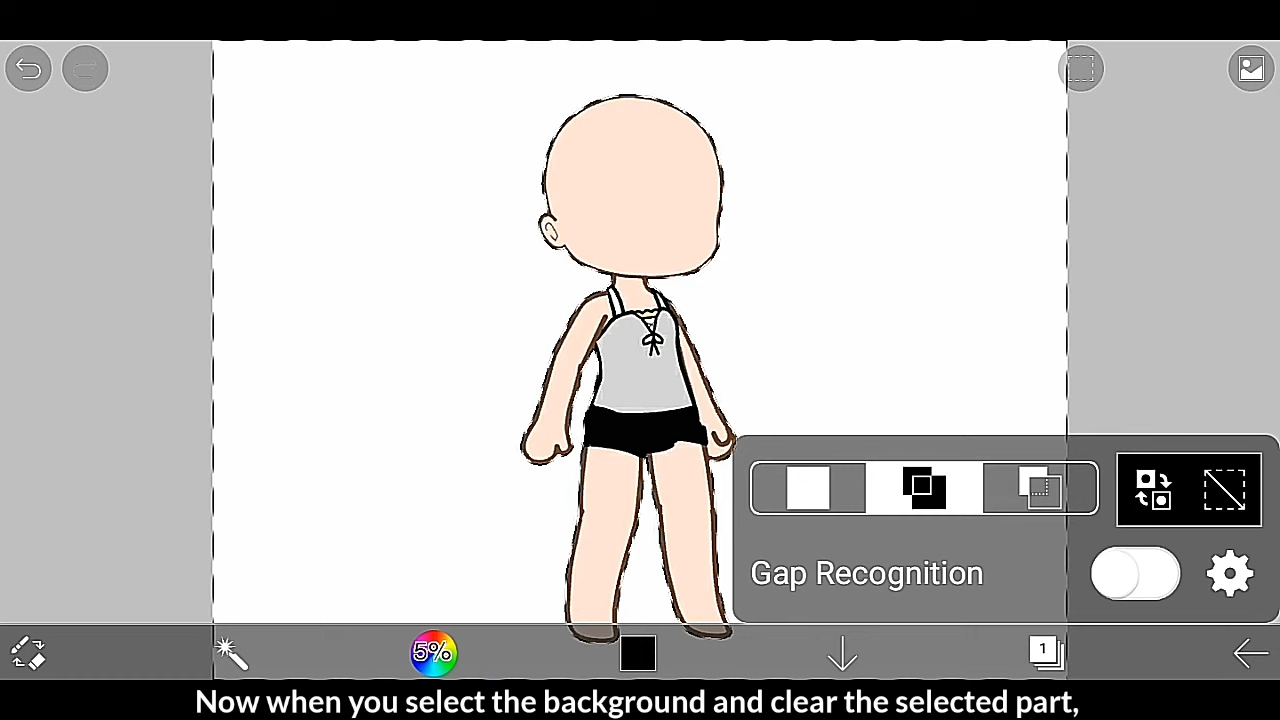 Gap Recognition
5%
1
Now when you select the background and clear the selected part,